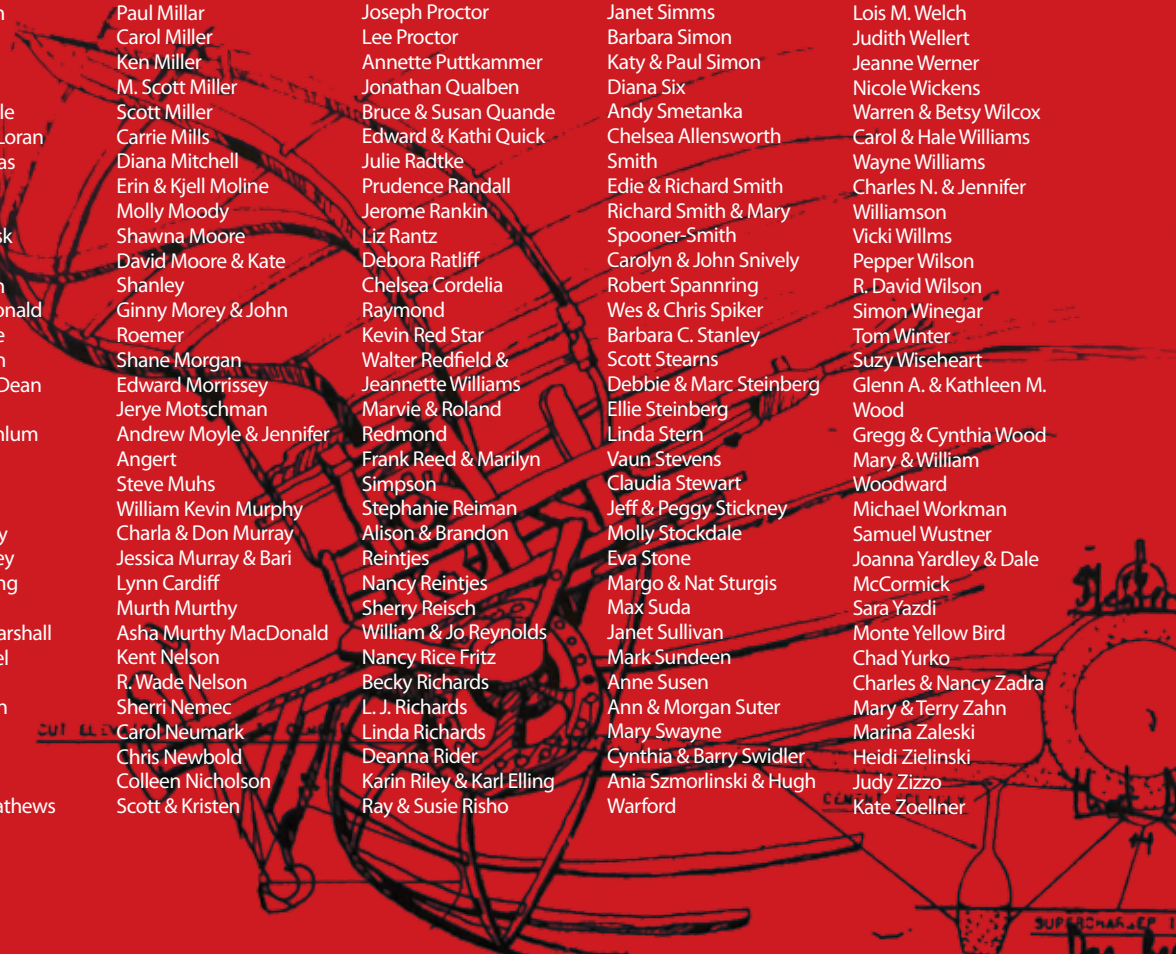 Loran
Dean
Paul Millar
Carol Miller
Ken Miller
M. Scott Miller
Scott Miller
Carrie Mills
Diana Mitchell
Erin & Kjell Moline
Molly Moody
Shawna Moore
David Moore & Kate
Shanley
Ginny Morey & John
Roemer
Shane Morgan
Edward Morrissey
Jerye Motschman
Andrew Moyle & Jennifer
Angert
Steve Muhs
William Kevin Murphy
Charla & Don Murray
Jessica Murray & Bari
Lynn Cardiff
Murth Murthy
Asha Murthy MacDonald
Kent Nelson
R. Wade Nelson
Sherri Nemec
Carol Neumark
Chris Newbold
Colleen Nicholson
Scott & Kristen
Joseph Proctor
Lee Proctor
Annette Puttkammer
Jonathan Qualben
Bruce & Susan Quande
Edward & Kathi Quick
Julie Radtke
Prudence Randall
Jerome Rankin
Liz Rantz
Debora Ratliff
Chelsea Cordelia
Raymond
Kevin Red Star
Walter Redfield &
Jeannette Williams
Marvie & Roland
Redmond
Frank Reed & Marilyn
Simpson
Stephanie Reiman
Alison & Brandon
Reintjes
Nancy Reintjes
Sherry Reisch
William & Jo Reynolds
Nancy Rice Fritz
Becky Richards
L. J. Richards
Linda Richards
Deanna Rider
Karin Riley & Karl Elling
Ray & Susie Risho
Janet Simms
Barbara Simon
Katy & Paul Simon
Diana Six
Andy Smetanka
Chelsea Allensworth
Smith
Edie & Richard Smith
Richard Smith & Mary
Spooner-Smith
Carolyn & John Snively
Robert Spannring
Wes & Chris Spiker
Barbara C. Stanley
Scott Stearns
Debbie & Marc Steinberg
Ellie Steinberg
Linda Stern
Vaun Stevens
Claudia Stewart
Jeff & Peggy Stickney
Molly Stockdale
Eva Stone
Margo & Nat Sturgis
Max Suda
Janet Sullivan
Mark Sundeen
Anne Susen
Ann & Morgan Suter
Mary Swayne
Cynthia & Barry Swidler
Ania Szmorlinski & Hugh
Warford
Lois M. Welch
Judith Wellert
Jeanne Werner
Nicole Wickens
Warren & Betsy Wilcox
Carol & Hale Williams
Wayne Williams
Charles N. & Jennifer
Williamson
Vicki Willms
Pepper Wilson
R. David Wilson
Simon Winegar
Tom Winter
Suzy Wiseheart
Glenn A. & Kathleen M.
Wood
Gregg & Cynthia Wood
Mary & William
Woodward
Michael Workman
Samuel Wustner
Joanna Yardley & Dale
McCormick
Sara Yazdi
Monte Yellow Bird
Chad Yurko
Charles & Nancy Zadra
Mary & Terry Zahn
Marina Zaleski
Heidi Zielinski
Judy Zizzo
Kate Zoellner
CUT
CEMENT
SUPERCHARGER